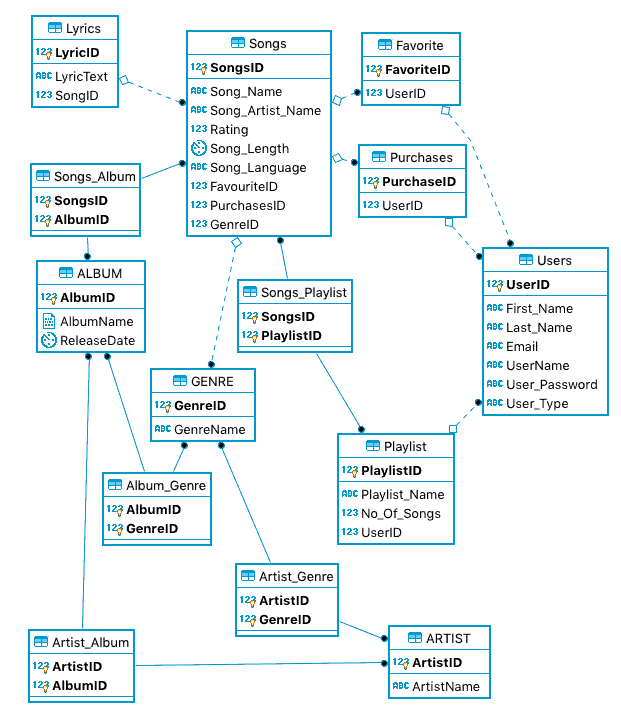 Lyrics
123 LyricID
ABC LyricText
123 SongID
Songs
123 SongsID
ABC Song_Name
ABC Song_Artist_Name
123 Rating
Song_Length
ABC Song_Language
123 FavouriteID
123 PurchasesID
123 GenreID
Favorite
123 FavoriteID
123 UserID
Purchases
123 PurchaseID
123 UserID
Songs_Album
123 SongsID
123 AlbumID
Users
123 UserID
ABC First_Name
ABC Last_Name
ABC Email
ABC UserName
ABC User_Password
ABC User_Type
ALBUM
123 AlbumID
AlbumName
ReleaseDate
Songs_Playlist
123 SongsID
123 PlaylistID
GENRE
123 GenreID
ABC GenreName
Playlist
123 PlaylistID
ABC Playlist_Name
123 No_Of_Songs
123 UserID
Album_Genre
123 AlbumID
123 GenreID
Artist_Genre
123 ArtistID
123 GenreID
Artist_Album
123 ArtistID
123 AlbumID
ARTIST
123 ArtistID
ABC ArtistName